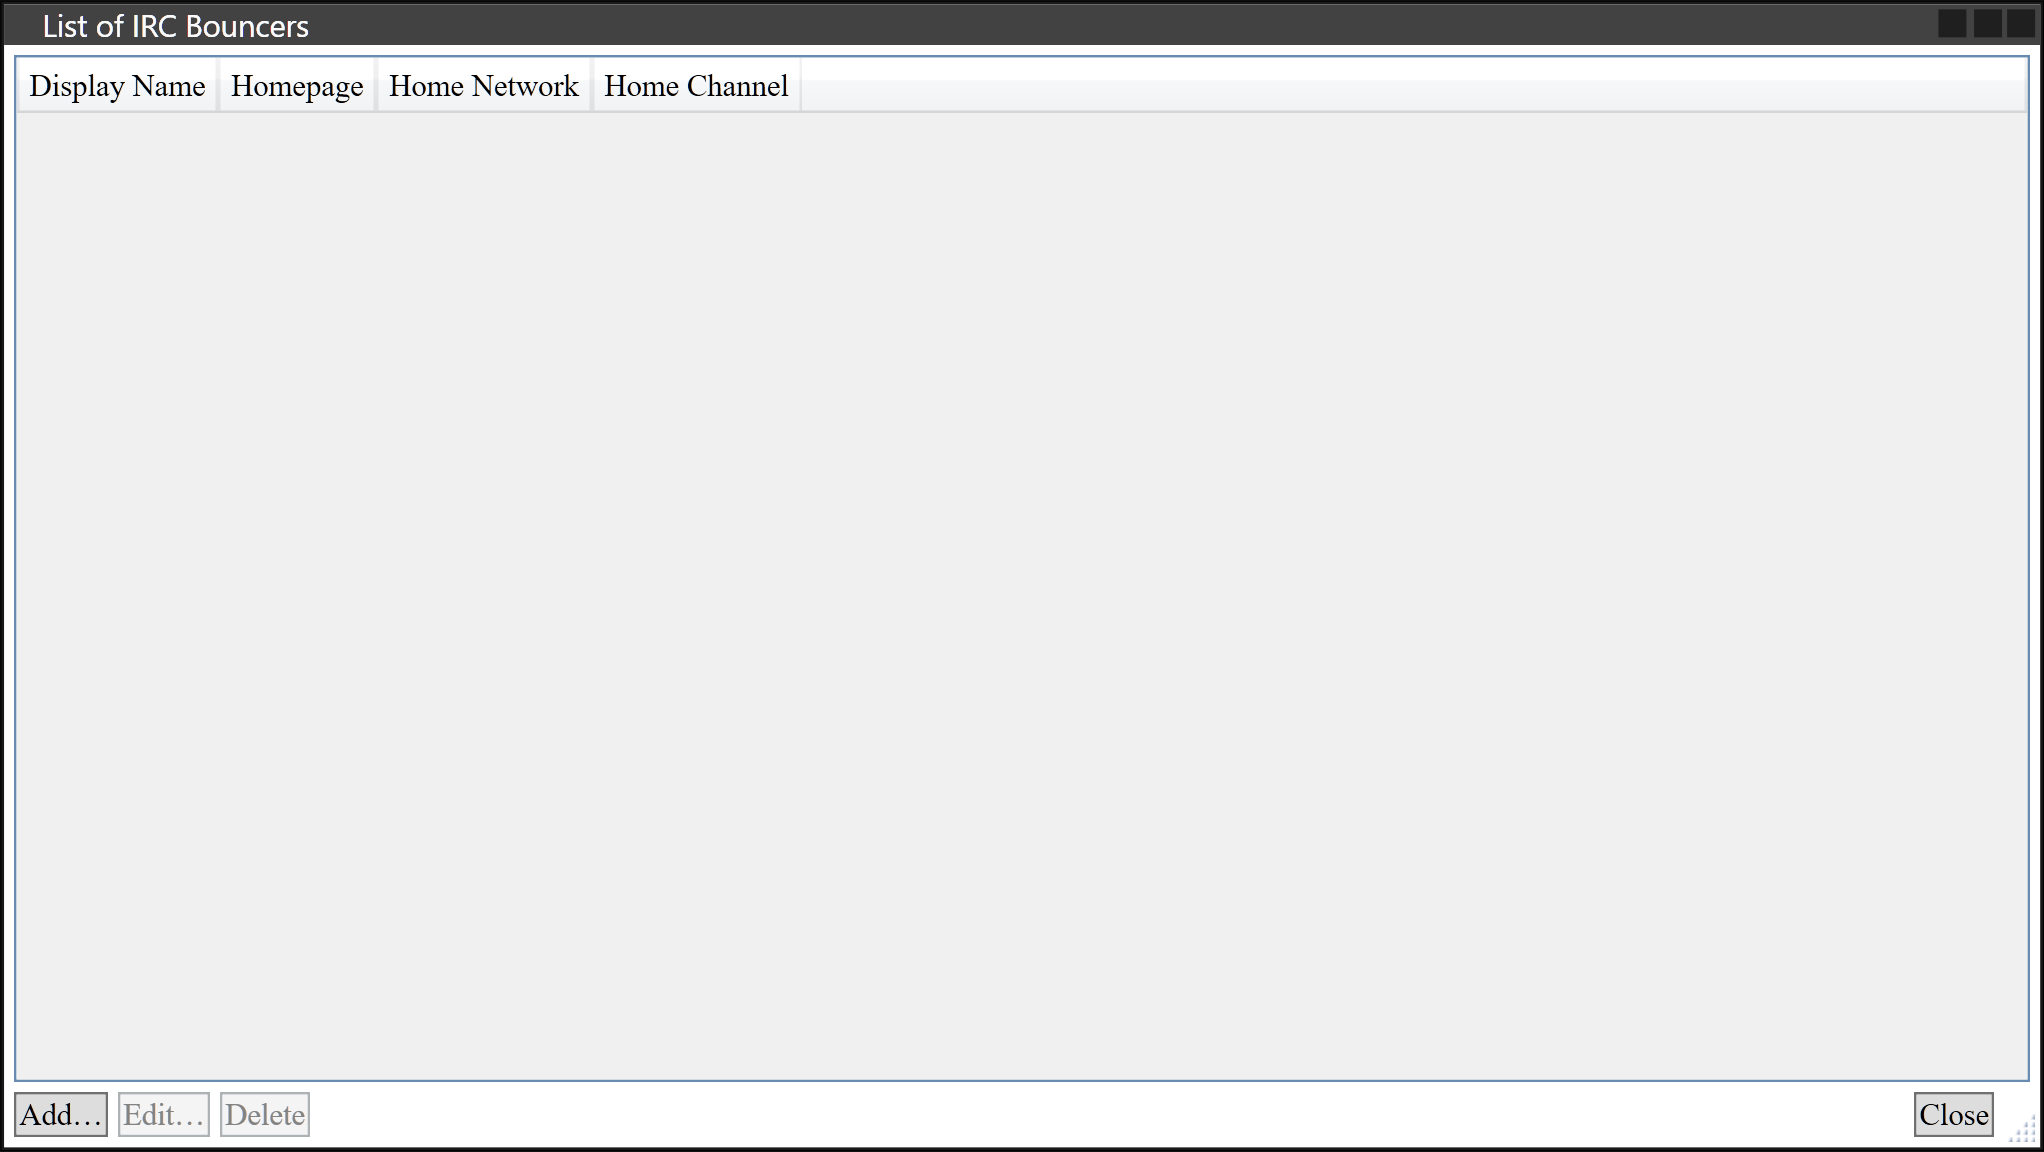 List of IRC Bouncers
Display Name Homepage Home Network Home Channel
Add… Edit… Delete Close